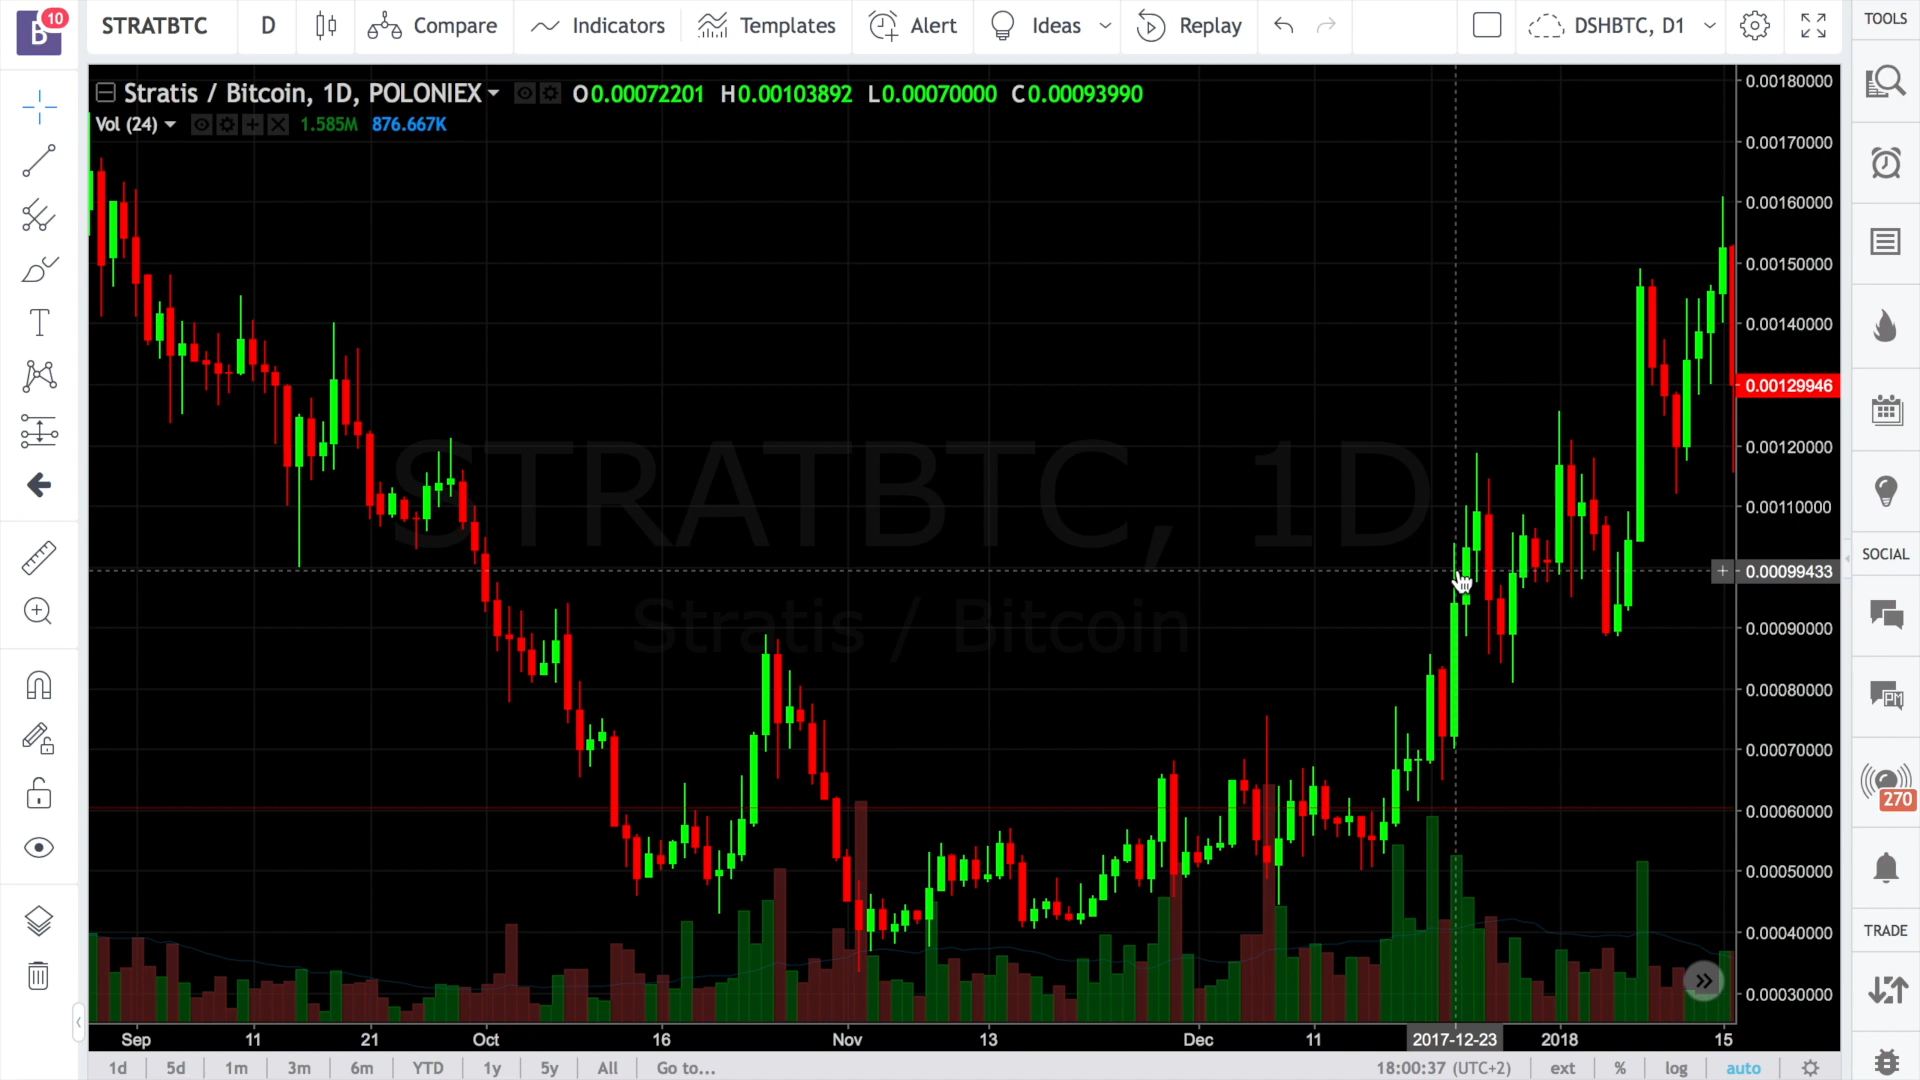 B 10
STRATBTC D Compare Indicators Templates Alert Ideas Replay DSHBTC, D1
TOOLS
Stratis / Bitcoin, 1D, POLONIEX O0.00072201 H0.00103892 L0.00070000 C0.00093990
Vol (24) 1.585M 876.667K
0.00180000
0.00170000
0.00160000
0.00150000
0.00140000
0.00129946
0.00120000
0.00110000
0.00099433
0.00090000
0.00080000
0.00070000
0.00060000
0.00050000
0.00040000
0.00030000
STRATBTC, 1D
Stratis / Bitcoin
SOCIAL
270
TRADE
Sep 11 21 Oct 16 Nov 13 Dec 11 2017-12-23 2018 15
1d 5d 1m 3m 6m YTD 1y 5y All Go to... 18:00:37 (UTC+2) ext % log auto